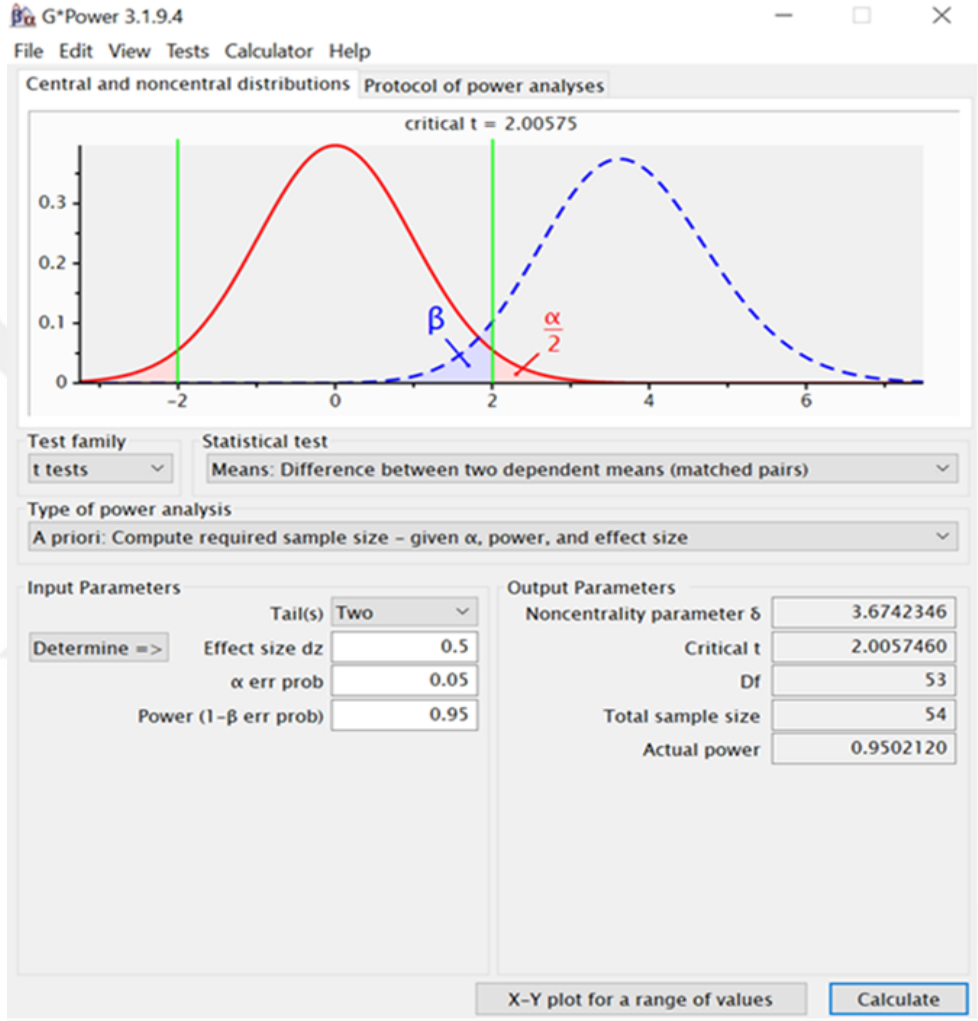 G*Power 3.1.9.4
File Edit View Tests Calculator Help
Central and noncentral distributions Protocol of power analyses
critical t = 2.00575
0.3
0.2
0.1
0
β
α
2
-2 0 2 4 6
Test family
t tests
Statistical test
Means: Difference between two dependent means (matched pairs)
Type of power analysis
A priori: Compute required sample size – given α, power, and effect size
Input Parameters
Tail(s) Two
Determine => Effect size dz 0.5
α err prob 0.05
Power (1-β err prob) 0.95
Output Parameters
Noncentrality parameter δ 3.6742346
Critical t 2.0057460
Df 53
Total sample size 54
Actual power 0.9502120
X-Y plot for a range of values Calculate